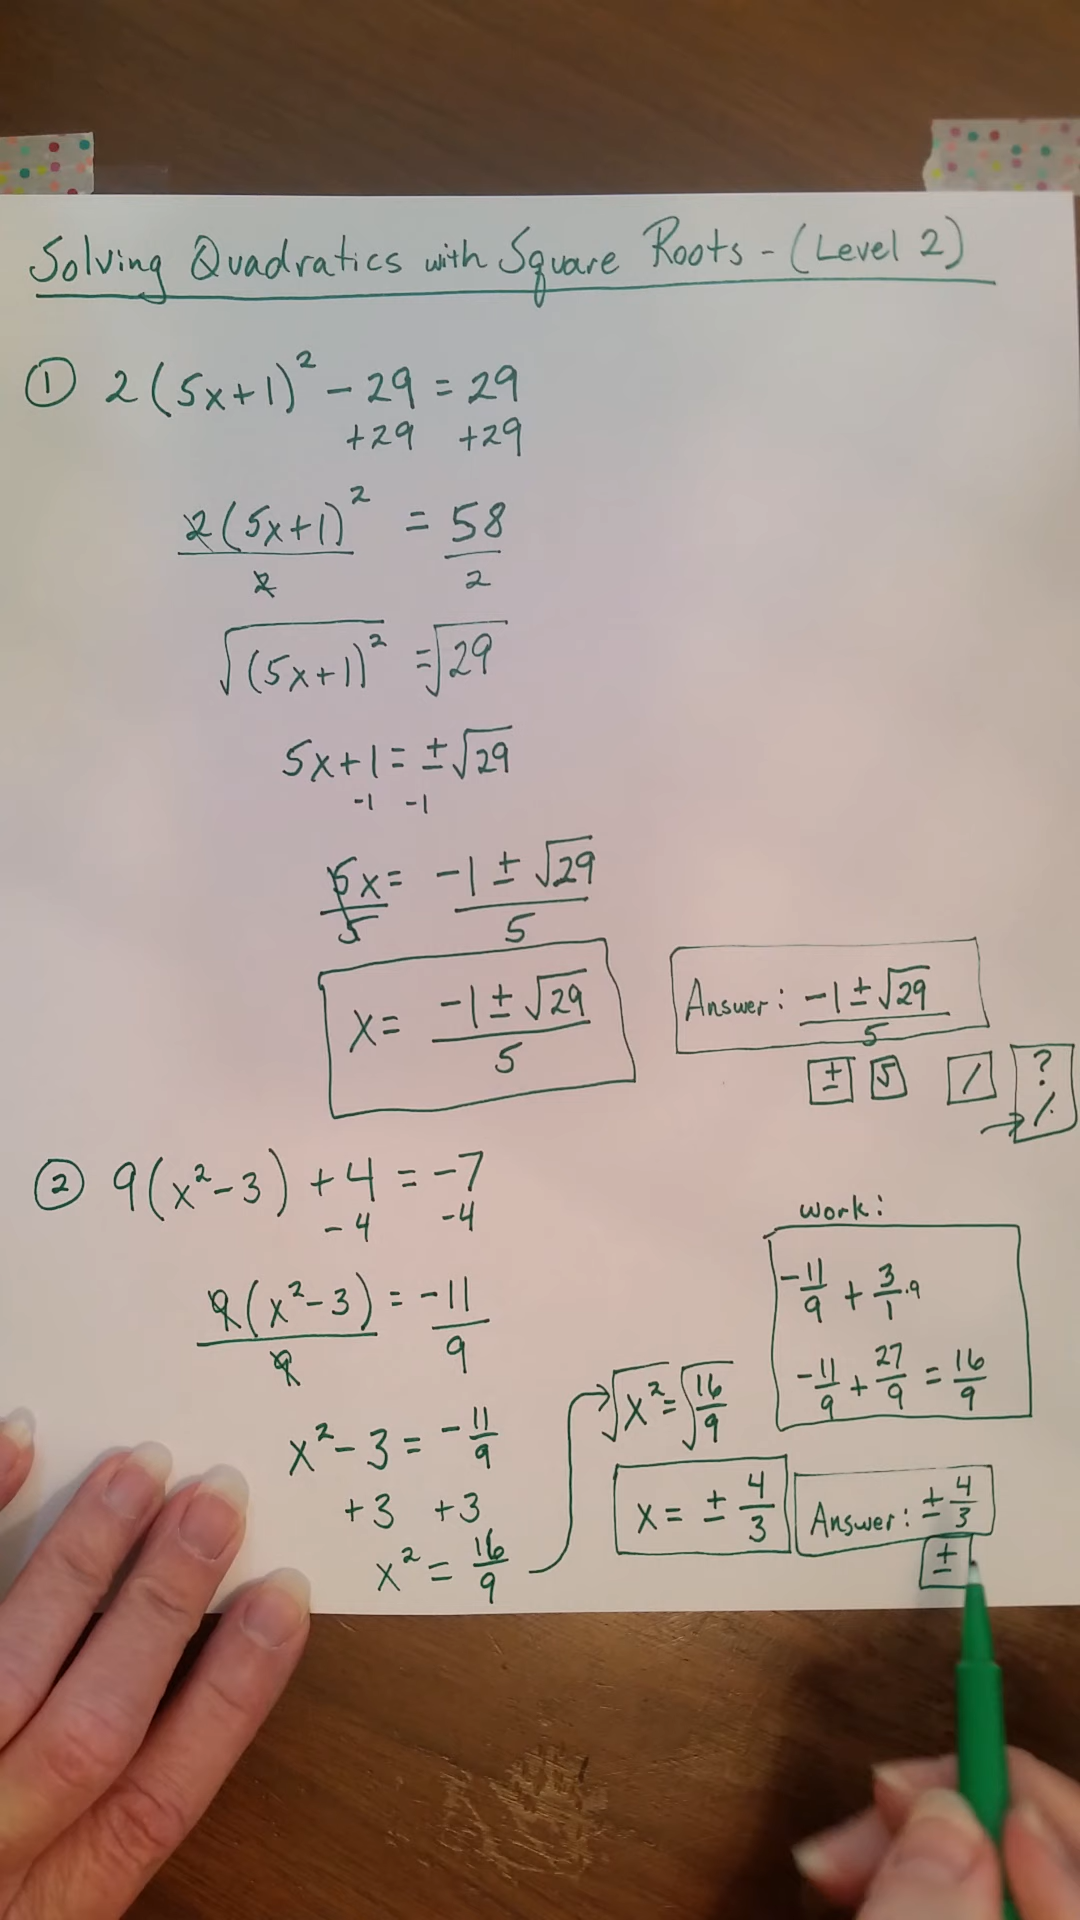 Solving Quadratics with Square Roots - (Level 2)
① 2(5x+1)² - 29 = 29
+29 +29
2(5x+1)² = 58
2 2
√(5x+1)² = √29
5x+1 = ±√29
-1 -1
5x = -1 ± √29
5 5
x = -1 ± √29
5
Answer: -1 ± √29
5
± √ / ?
⁒
② 9(x²-3) + 4 = -7
- 4 -4
9(x²-3) = -11
9 9
x² - 3 = -11/9
+3 +3
x² = 16/9
√x² = √16/9
x = ± 4/3
work:
-11/9 + 3/1 ·9
-11/9 + 27/9 = 16/9
Answer: ± 4/3
±